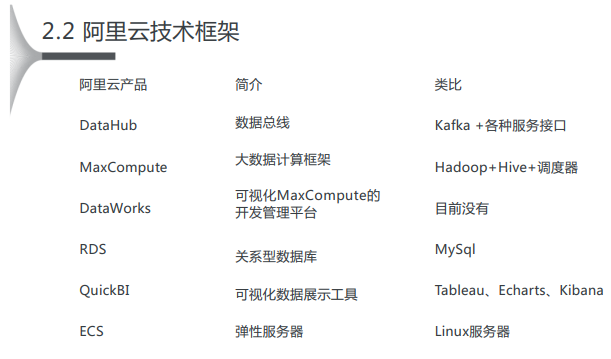 2.2 阿里云技术框架
阿里云产品 简介 类比
DataHub 数据总线 Kafka +各种服务接口
MaxCompute 大数据计算框架 Hadoop+Hive+调度器
DataWorks 可视化MaxCompute的 目前没有
开发管理平台
RDS 关系型数据库 MySql
QuickBI 可视化数据展示工具 Tableau、Echarts、Kibana
ECS 弹性服务器 Linux服务器